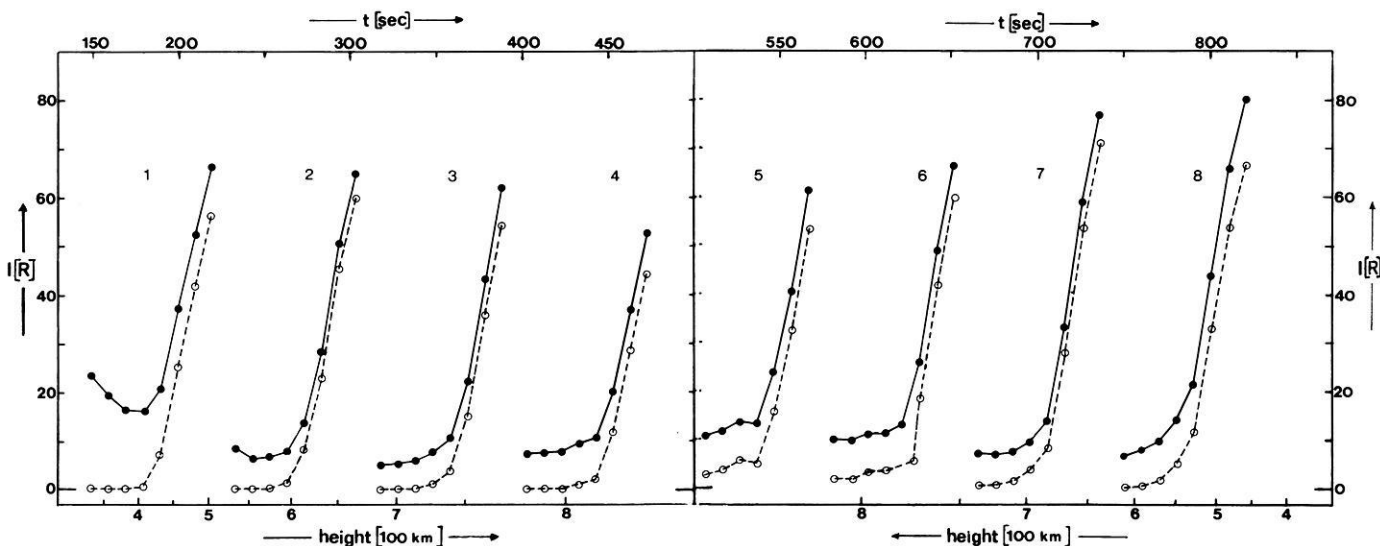 t [sec] t [sec]
150 200 300 400 450 550 600 700 800
80 80
1 2 3 4 5 6 7 8
60 60
I [R] I [R]
40 40
20 20
0 0
4 5 6 7 8 8 7 6 5 4
height [100 km] height [100 km]